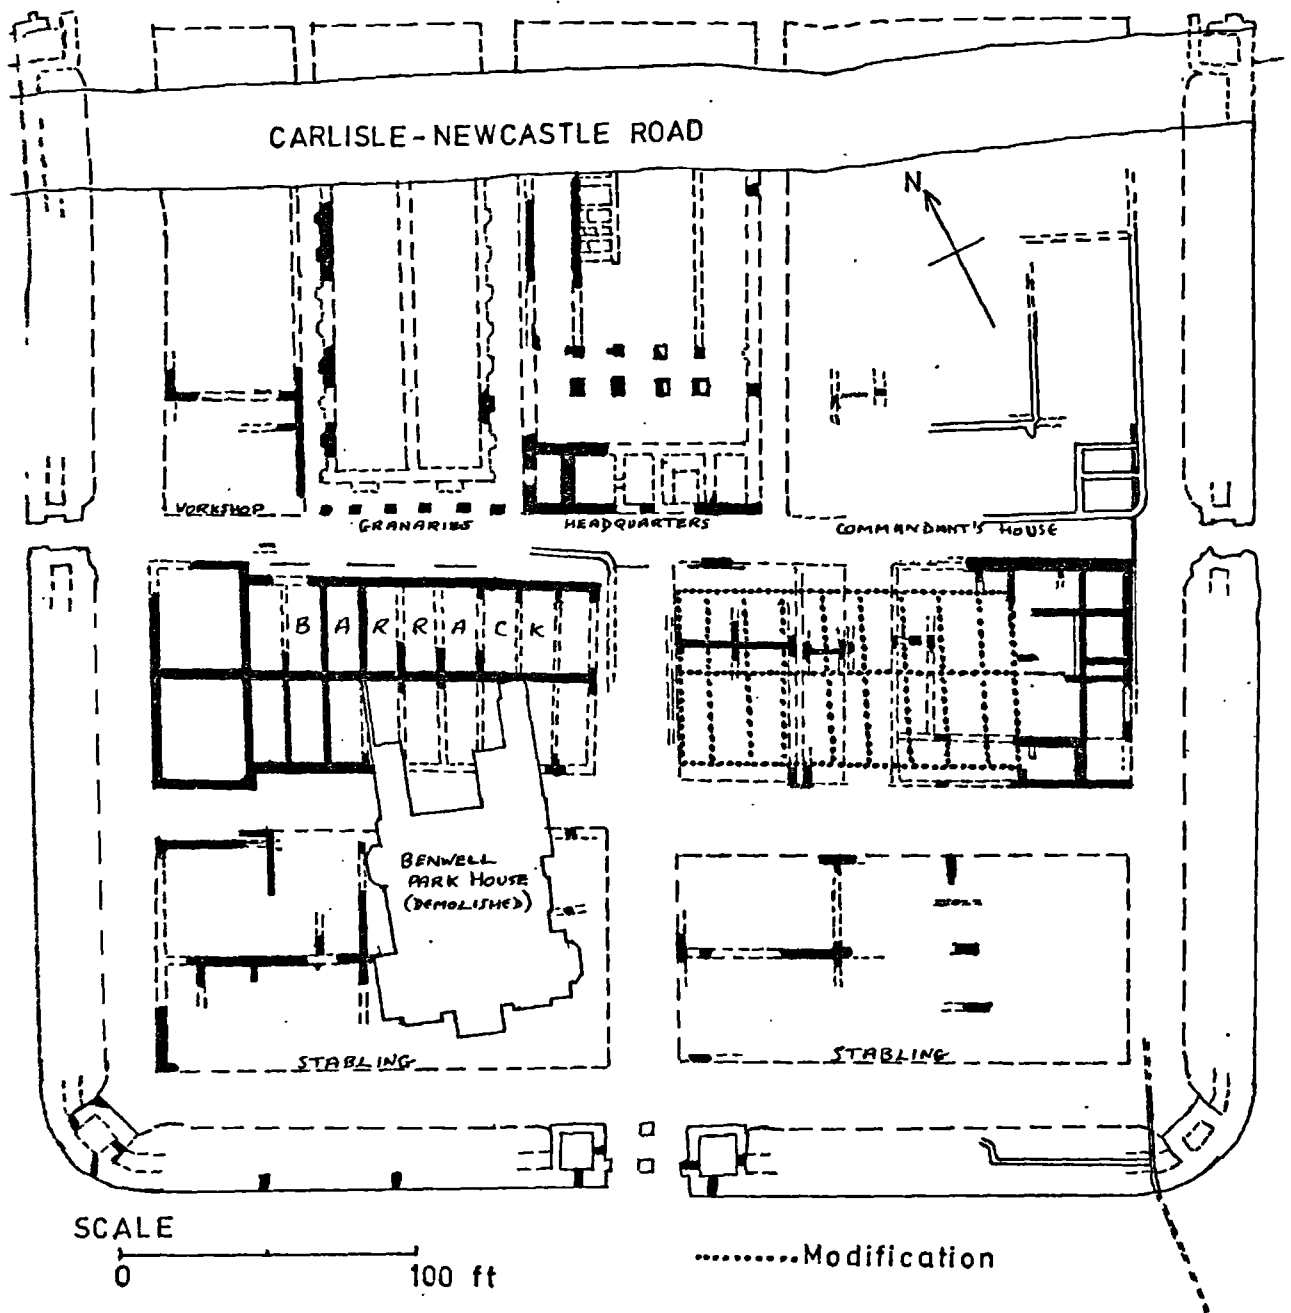 CARLISLE-NEWCASTLE ROAD
N
WORKSHOP
GRANARIES
HEADQUARTERS
COMMANDANT'S HOUSE
BARRACK
BENWELL
PARK HOUSE
(DEMOLISHED)
STABLING
STABLING
SCALE
0 100 ft
Modification